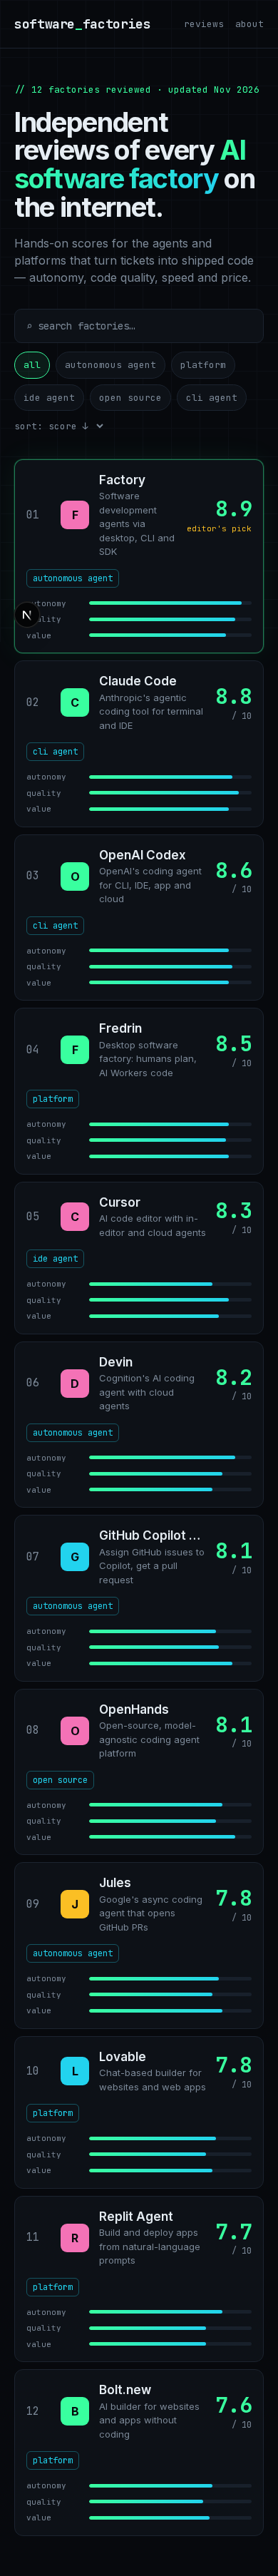 software_factories
reviews about
// 12 factories reviewed · updated Nov 2026
Independent
reviews of every AI
software factory on
the internet.
Hands-on scores for the agents and
platforms that turn tickets into shipped code
— autonomy, code quality, speed and price.
search factories…
all autonomous agent platform
ide agent open source cli agent
sort: score ↓
01
F
Factory
Software
development
agents via
desktop, CLI and
SDK
8.9
editor's pick
autonomous agent
N
value
02
C
Claude Code
Anthropic's agentic
coding tool for terminal
and IDE
8.8
/ 10
cli agent
autonomy
quality
value
03
O
OpenAI Codex
OpenAI's coding agent
for CLI, IDE, app and
cloud
8.6
/ 10
cli agent
autonomy
quality
value
04
F
Fredrin
Desktop software
factory: humans plan,
AI Workers code
8.5
/ 10
platform
autonomy
quality
value
05
C
Cursor
AI code editor with in-
editor and cloud agents
8.3
/ 10
ide agent
autonomy
quality
value
06
D
Devin
Cognition's AI coding
agent with cloud
agents
8.2
/ 10
autonomous agent
autonomy
quality
value
07
G
GitHub Copilot …
Assign GitHub issues to
Copilot, get a pull
request
8.1
/ 10
autonomous agent
autonomy
quality
value
08
O
OpenHands
Open-source, model-
agnostic coding agent
platform
8.1
/ 10
open source
autonomy
quality
value
09
J
Jules
Google's async coding
agent that opens
GitHub PRs
7.8
/ 10
autonomous agent
autonomy
quality
value
10
L
Lovable
Chat-based builder for
websites and web apps
7.8
/ 10
platform
autonomy
quality
value
11
R
Replit Agent
Build and deploy apps
from natural-language
prompts
7.7
/ 10
platform
autonomy
quality
value
12
B
Bolt.new
AI builder for websites
and apps without
coding
7.6
/ 10
platform
autonomy
quality
value